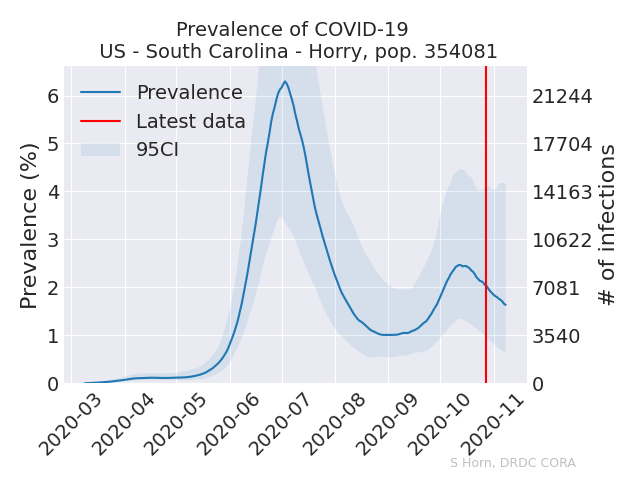 Prevalence of COVID-19
US - South Carolina - Horry, pop. 354081
Prevalence
Latest data
95CI
Prevalence (%)
6
5
4
3
2
1
0
21244
17704
14163
10622
7081
3540
0
# of infections
2020-03
2020-04
2020-05
2020-06
2020-07
2020-08
2020-09
2020-10
2020-11
S Horn, DRDC CORA